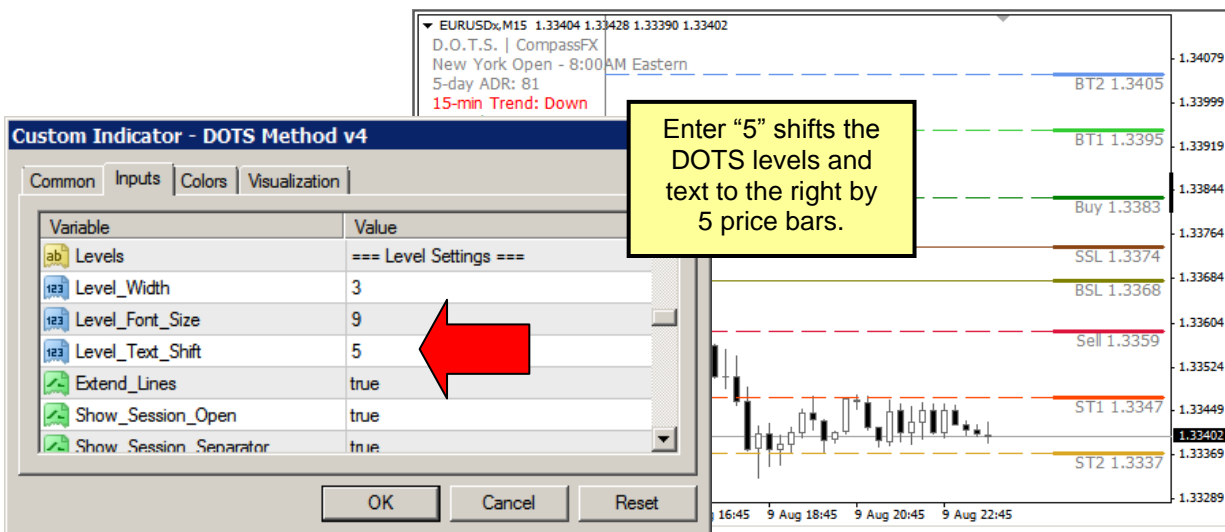 EURUSDx,M15 1.33404 1.33428 1.33390 1.33402
D.O.T.S. | CompassFX
New York Open - 8:00AM Eastern
5-day ADR: 81
15-min Trend: Down
Custom Indicator - DOTS Method v4
Common Inputs Colors Visualization
Variable Value
ab Levels === Level Settings ===
123 Level_Width 3
123 Level_Font_Size 9
123 Level_Text_Shift 5
Extend_Lines true
Show_Session_Open true
Show_Session_Separator true
OK Cancel Reset
Enter “5” shifts the
DOTS levels and
text to the right by
5 price bars.
BT2 1.3405
BT1 1.3395
Buy 1.3383
SSL 1.3374
BSL 1.3368
Sell 1.3359
ST1 1.3347
ST2 1.3337
1.34079
1.33999
1.33919
1.33844
1.33764
1.33684
1.33604
1.33524
1.33449
1.33402
1.33369
1.33289
16:45 9 Aug 18:45 9 Aug 20:45 9 Aug 22:45